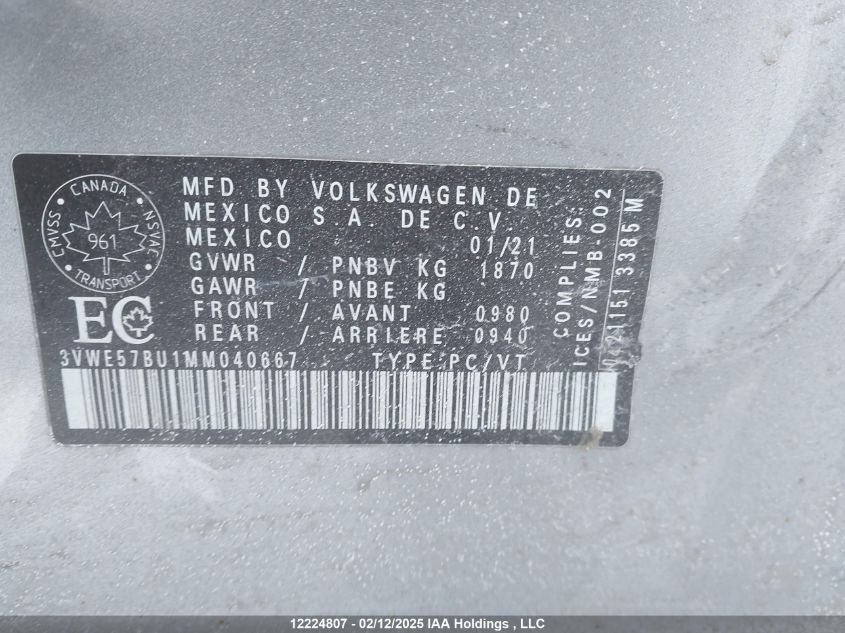 CANADA
CMVSS
NSVAC
961
TRANSPORT
EC
MFD BY VOLKSWAGEN DE
MEXICO S.A. DE C.V.
MEXICO 01/21
GVWR / PNBV KG 1870
GAWR / PNBE KG
FRONT / AVANT 0980
REAR / ARRIERE 0940
3VWE57BU1MM040667 TYPE:PC/VT
COMPLIES:
ICES/NMB-002
3385 M
12224807 - 02/12/2025 IAA Holdings , LLC